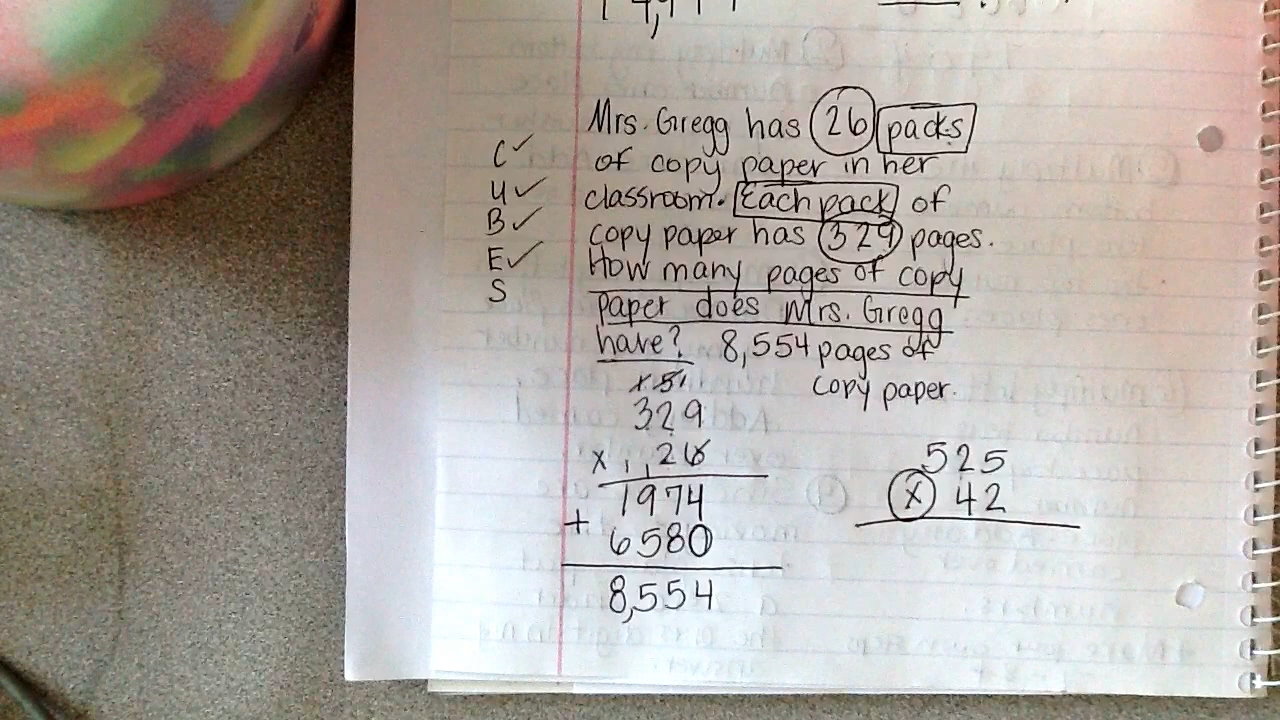 Mrs. Gregg has 26 packs
of copy paper in her
classroom. Each pack of
copy paper has 329 pages.
How many pages of copy
paper does Mrs. Gregg
have? 8,554 pages of
copy paper.
C✓
U✓
B✓
E✓
S
329
x 26
1974
+ 6580
8,554
525
x 42